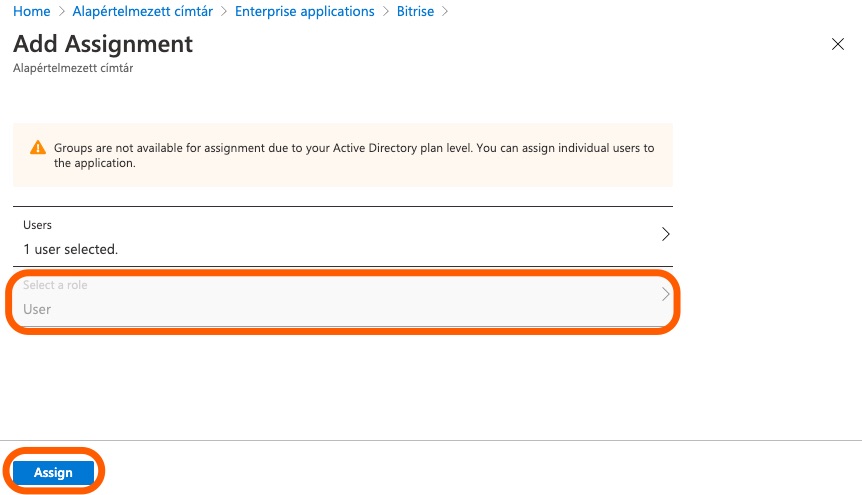 Home > Alapértelmezett címtár > Enterprise applications > Bitrise >
Add Assignment
Alapértelmezett címtár
Groups are not available for assignment due to your Active Directory plan level. You can assign individual users to
the application.
Users
1 user selected.
Select a role
User
Assign